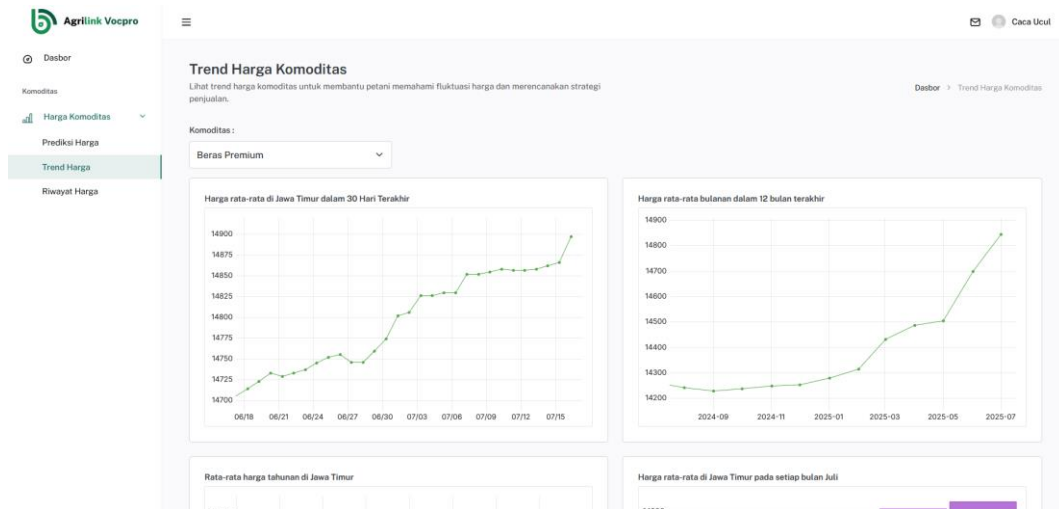 Agrilink Vocpro
Caca Ucul
Dasbor
Komoditas
Harga Komoditas
Prediksi Harga
Trend Harga
Riwayat Harga
Trend Harga Komoditas
Lihat trend harga komoditas untuk membantu petani memahami fluktuasi harga dan merencanakan strategi
penjualan.
Dasbor > Trend Harga Komoditas
Komoditas :
Beras Premium
Harga rata-rata di Jawa Timur dalam 30 Hari Terakhir
14900
14875
14850
14825
14800
14775
14750
14725
14700
06/18 06/21 06/24 06/27 06/30 07/03 07/06 07/09 07/12 07/15
Harga rata-rata bulanan dalam 12 bulan terakhir
14900
14800
14700
14600
14500
14400
14300
14200
2024-09 2024-11 2025-01 2025-03 2025-05 2025-07
Rata-rata harga tahunan di Jawa Timur
Harga rata-rata di Jawa Timur pada setiap bulan Juli